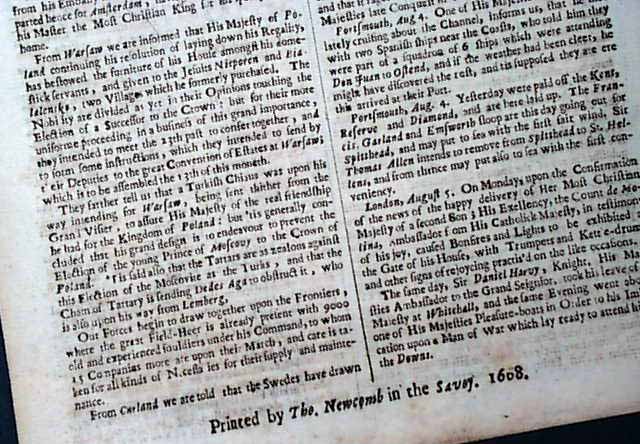 from his Embassy
parted hence for Amsterdam, h
his Master the Most Christian King
home.
From Warsaw we are informed that His Majesty of Po-
land continuing his resolution of laying down his Regality,
has bestowed the furniture of his House amongst his dome-
stick servants, and given to the Jesuits Nieporen and
two Villages which he formerly purchased. The
Nobility are divided as yet in their Opinions touching the
Election of a Successor to the Crown: but for their more
uniforme proceeding in a business of this grand importance,
they intended to meet the 25th past to confer together, and
to form some instructions, which they intended to send by
their Deputies to the great Convention of Estates at Warsaw,
which is to be assembled the 13th of this month.
They farther tell us that a Turkish Chiaus was upon his
way intending for Warsaw, being sent thither from the
Grand Visier, to assure His Majesty of the real friendship
he had for the Kingdom of Poland: but 'tis generally con-
cluded that his grand design is to endeavour to prevent the
Election of the young Prince of Moscovy to the Crown of
Poland. 'Tis said also that the Tartars are as zealous against
this Election of the Moscovite as the Turks, and that the
Cham of Tartary is sending Dedes Aga to obstruct it, who
is also upon his way from Lemberg.
Our Forces begin to draw together upon the Frontiers,
where the great Field-Heer is already present with 9000
old and experienced souldiers under his Command, to whom
15 Companies more are upon their March, and care is ta-
ken for all kinds of Necessaries for their supply and mainte-
nance.
From Curland we are told that the Swedes have drawn
and that it
Majesties late Conquest
Portsmouth, Aug 4. One of His Majesties
lately cruising about the Channel, informs us, that he met
with two Spanish ships near the Coasts, who told him they
were part of a squadron of 6 ships which were attending
Don Juan to Ostend, and if the weather had been cleer, he
might have discovered the rest, and tis supposed they are ere
this arrived at their Port.
Portsmouth, Aug. 4. Yesterday were paid off the Kent,
Reserve and Diamond, and are here laid up. The Fran-
cis, Garland and Emsworth sloop are this day going out for
Spithead, and may put to sea with the first fair wind, Sir
Thomas Allen intends to remove from Spithead to St. Hel-
lens, and from thence may put also to sea with the first con-
veniency.
London, August 5. On Monday, upon the Confirmation
of the news of the happy delivery of Her Most Christian
Majesty of a second Son; His Excellency, the Count de Mo-
lina, Ambassador from His Catholick Majesty, in testimony
of his joy, caused Bonfires and Lights to be exhibited
the Gate of his House, with Trumpets and Kettle-drums
and other signs of rejoycing practis'd on the like occasions.
The same day, Sir Daniel Harvy, Knight, His Ma-
jesties Ambassador to the Grand Seignior, took his leave of
Majesty at Whitehall, and the same Evening went abo
one of His Majesties Pleasure-boats in Order to his Im
cation upon a Man of War which lay ready to attend hi
the Downs.
Printed by Tho. Newcomb in the Savoy. 1668.